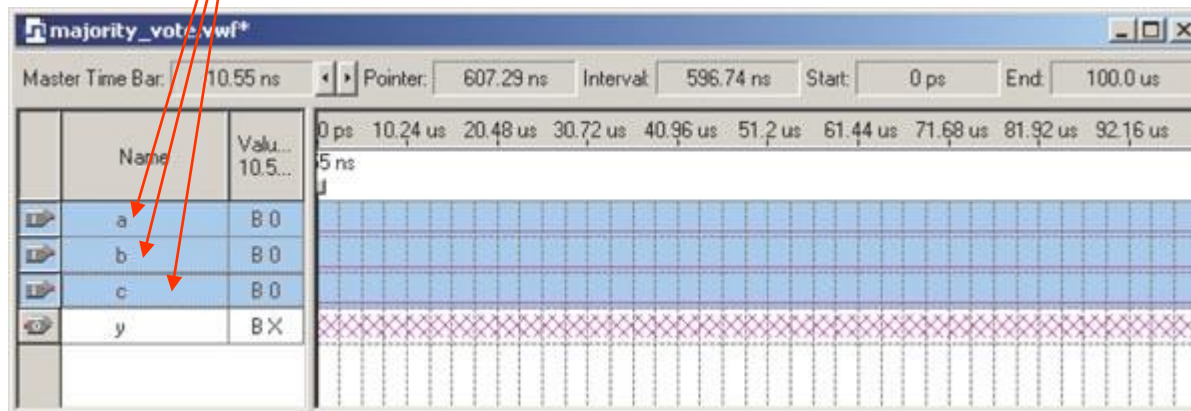 majority_vote.vwf*
Master Time Bar: 10.55 ns Pointer: 607.29 ns Interval: 596.74 ns Start: 0 ps End: 100.0 us
Name Valu... 10.5...
0 ps 10.24 us 20.48 us 30.72 us 40.96 us 51.2 us 61.44 us 71.68 us 81.92 us 92.16 us
55 ns
a B 0
b B 0
c B 0
y B X